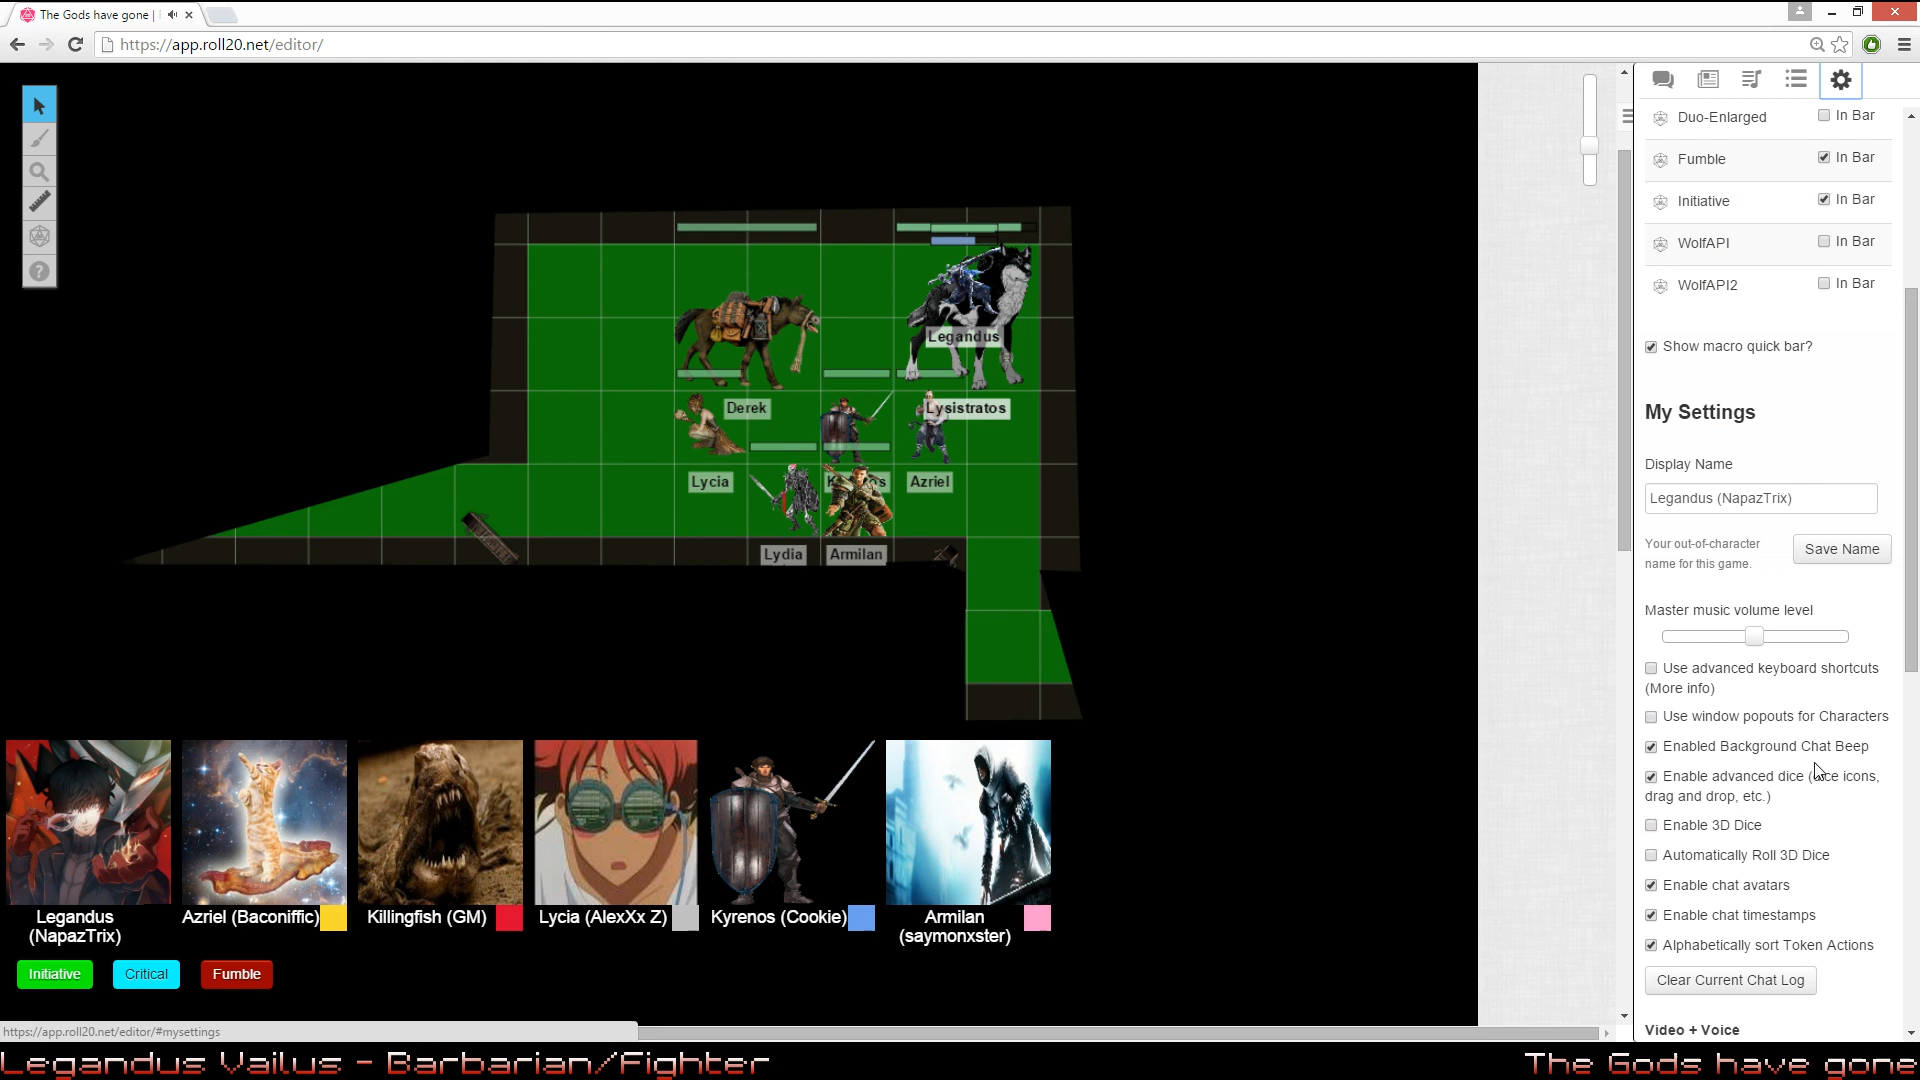 The Gods have gone |
https://app.roll20.net/editor/
Duo-Enlarged
In Bar
Fumble
In Bar
Initiative
In Bar
WolfAPI
In Bar
WolfAPI2
In Bar
Show macro quick bar?
My Settings
Display Name
Legandus (NapazTrix)
Your out-of-character
name for this game.
Save Name
Master music volume level
Use advanced keyboard shortcuts
(More info)
Use window popouts for Characters
Enabled Background Chat Beep
Enable advanced dice (dice icons,
drag and drop, etc.)
Enable 3D Dice
Automatically Roll 3D Dice
Enable chat avatars
Enable chat timestamps
Alphabetically sort Token Actions
Clear Current Chat Log
Video + Voice
Legandus
Derek
Lysistratos
Lycia
Azriel
Lydia
Armilan
Legandus
(NapazTrix)
Azriel (Baconiffic)
Killingfish (GM)
Lycia (AlexXx Z)
Kyrenos (Cookie)
Armilan
(saymonxster)
Initiative
Critical
Fumble
https://app.roll20.net/editor/#mysettings
Legandus Vailus - Barbarian/Fighter
The Gods have gone